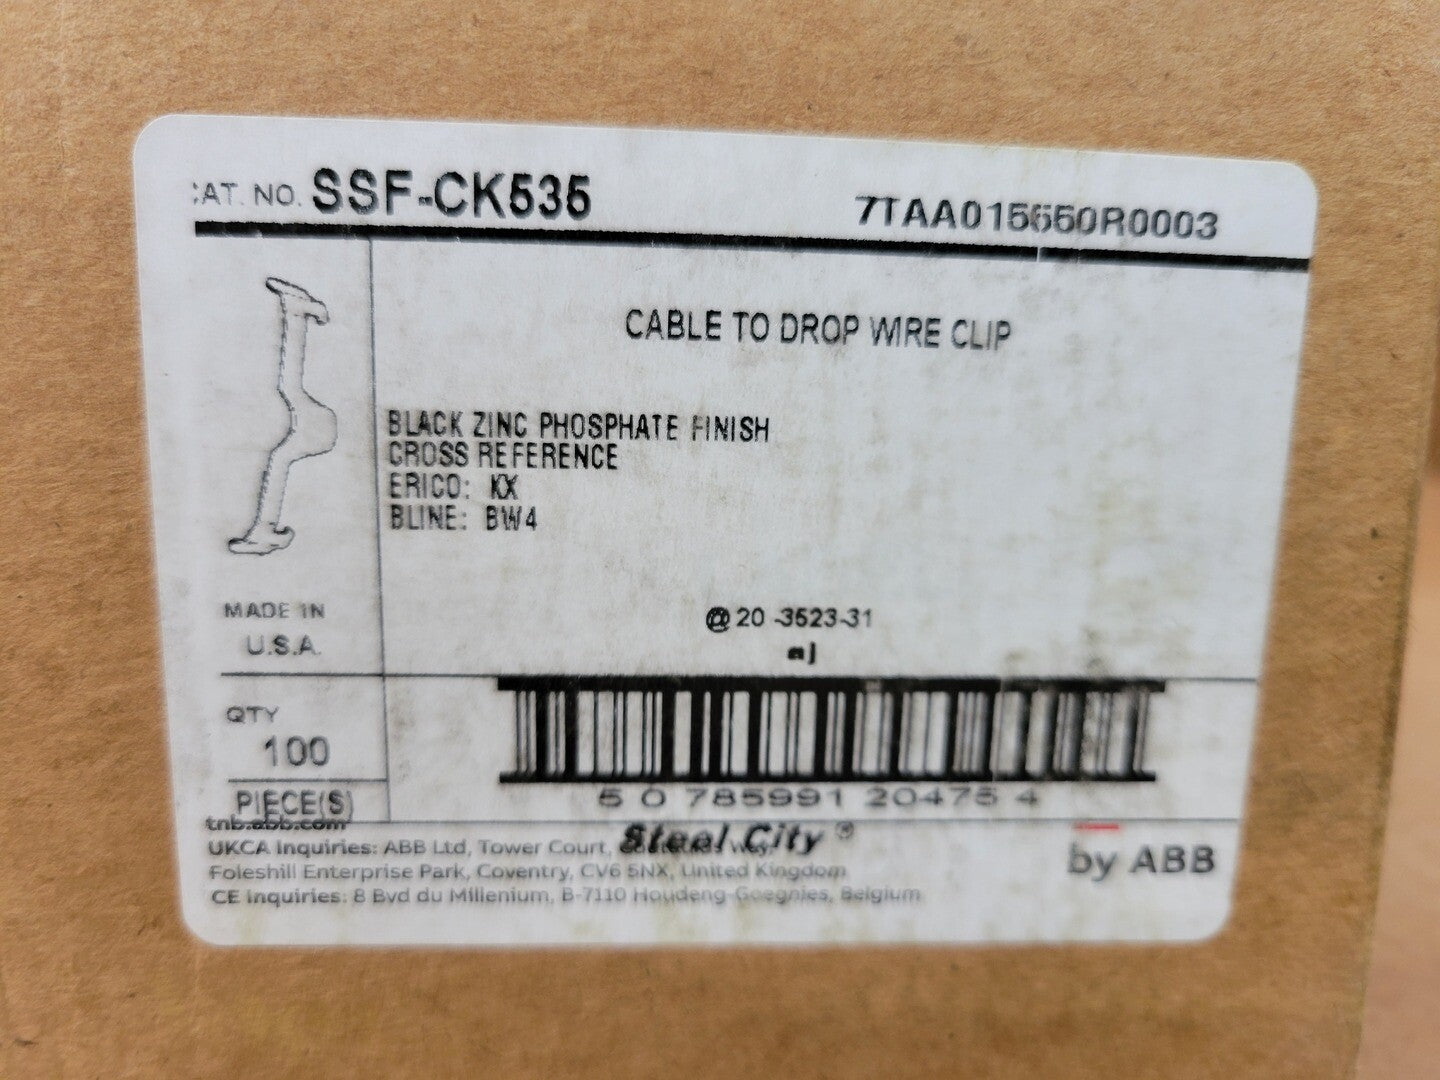 CAT. NO. SSF-CK535
7TAA015550R0003
CABLE TO DROP WIRE CLIP
BLACK ZINC PHOSPHATE FINISH
CROSS REFERENCE
ERICO: KX
BLINE: BW4
MADE IN
U.S.A.
@ 20 -3523-31
aj
QTY
100
PIECE(S)
5 0 785991 20475 4
tnb.abb.com
Steel City ®
by ABB
UKCA Inquiries: ABB Ltd, Tower Court, Way,
Foleshill Enterprise Park, Coventry, CV6 5NX, United Kingdom
CE Inquiries: 8 Bvd du Millenium, B-7110 Houdeng-Goegnies, Belgium